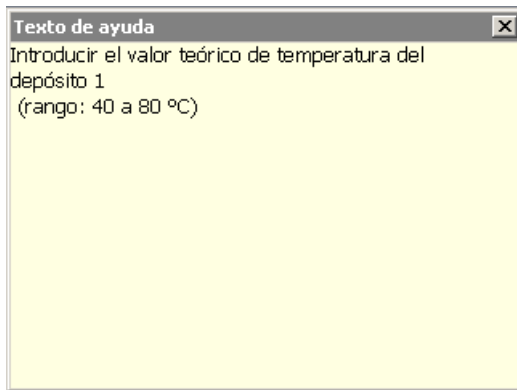 Texto de ayuda
Introducir el valor teórico de temperatura del
depósito 1
(rango: 40 a 80 ºC)